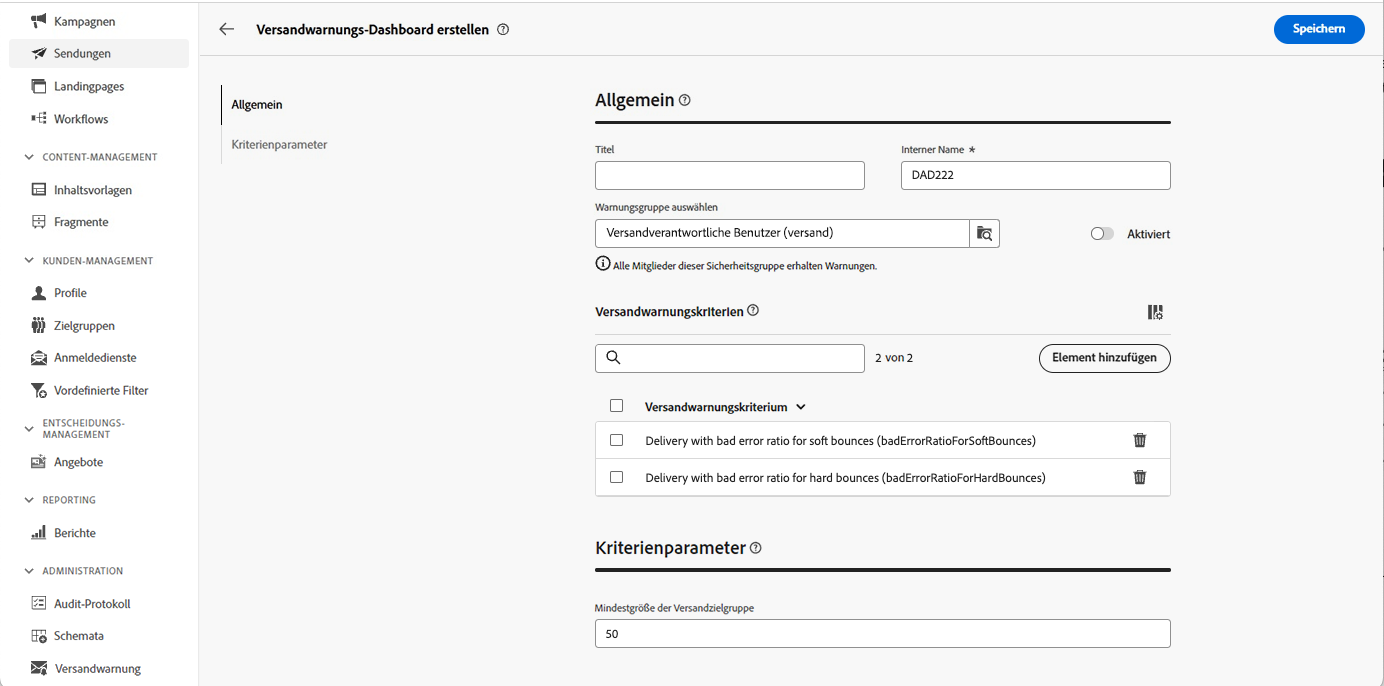 Kampagnen
Sendungen
Landingpages
Workflows
CONTENT-MANAGEMENT
Inhaltsvorlagen
Fragmente
KUNDEN-MANAGEMENT
Profile
Zielgruppen
Anmeldedienste
Vordefinierte Filter
ENTSCHEIDUNGS-
MANAGEMENT
Angebote
REPORTING
Berichte
ADMINISTRATION
Audit-Protokoll
Schemata
Versandwarnung
Versandwarnungs-Dashboard erstellen
Speichern
Allgemein
Kriterienparameter
Allgemein
Titel
Interner Name *
DAD222
Warnungsgruppe auswählen
Versandverantwortliche Benutzer (versand)
Aktiviert
Alle Mitglieder dieser Sicherheitsgruppe erhalten Warnungen.
Versandwarnungskriterien
2 von 2
Element hinzufügen
Versandwarnungskriterium
Delivery with bad error ratio for soft bounces (badErrorRatioForSoftBounces)
Delivery with bad error ratio for hard bounces (badErrorRatioForHardBounces)
Kriterienparameter
Mindestgröße der Versandzielgruppe
50